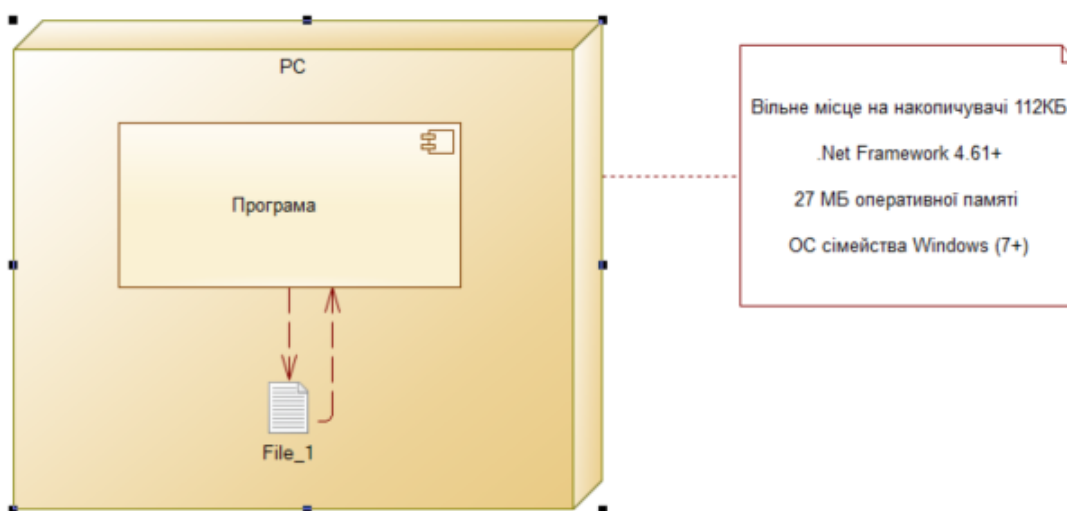 PC
Програма
File_1
Вільне місце на накопичувачі 112КБ
.Net Framework 4.61+
27 МБ оперативної памяті
ОС сімейства Windows (7+)